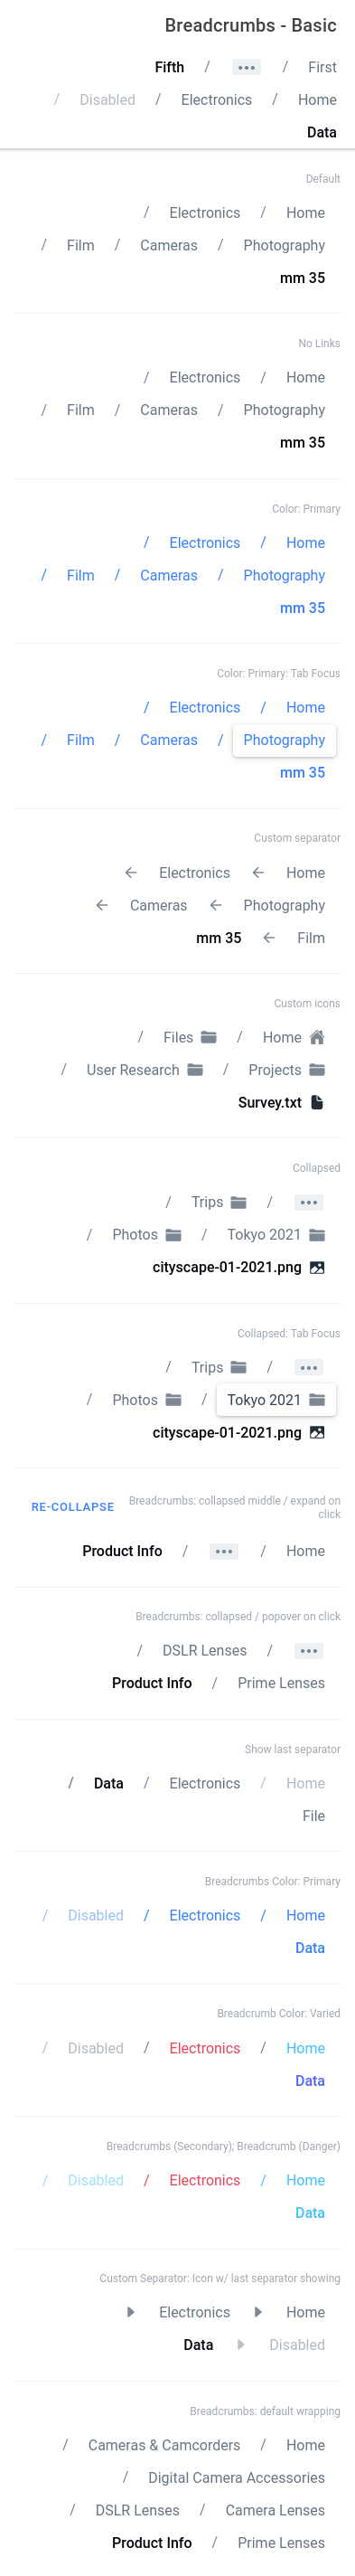 Breadcrumbs - Basic
First / ••• / Fifth
Home / Electronics / Disabled /
Data
Default
Home / Electronics /
Photography / Cameras / Film /
mm 35
No Links
Home / Electronics /
Photography / Cameras / Film /
mm 35
Color: Primary
Home / Electronics /
Photography / Cameras / Film /
mm 35
Color: Primary: Tab Focus
Home / Electronics /
Photography / Cameras / Film /
mm 35
Custom separator
Home ← Electronics ←
Photography ← Cameras ←
Film ← mm 35
Custom icons
Home / Files /
Projects / User Research /
Survey.txt
Collapsed
••• / Trips /
Tokyo 2021 / Photos /
cityscape-01-2021.png
Collapsed: Tab Focus
••• / Trips /
Tokyo 2021 / Photos /
cityscape-01-2021.png
Breadcrumbs: collapsed middle / expand on
click
RE-COLLAPSE
Home / ••• / Product Info
Breadcrumbs: collapsed / popover on click
••• / DSLR Lenses /
Prime Lenses / Product Info
Show last separator
Home / Electronics / Data /
File
Breadcrumbs Color: Primary
Home / Electronics / Disabled /
Data
Breadcrumb Color: Varied
Home / Electronics / Disabled /
Data
Breadcrumbs (Secondary); Breadcrumb (Danger)
Home / Electronics / Disabled /
Data
Custom Separator: Icon w/ last separator showing
Home Electronics
Disabled Data
Breadcrumbs: default wrapping
Home / Cameras & Camcorders /
Digital Camera Accessories /
Camera Lenses / DSLR Lenses /
Prime Lenses / Product Info